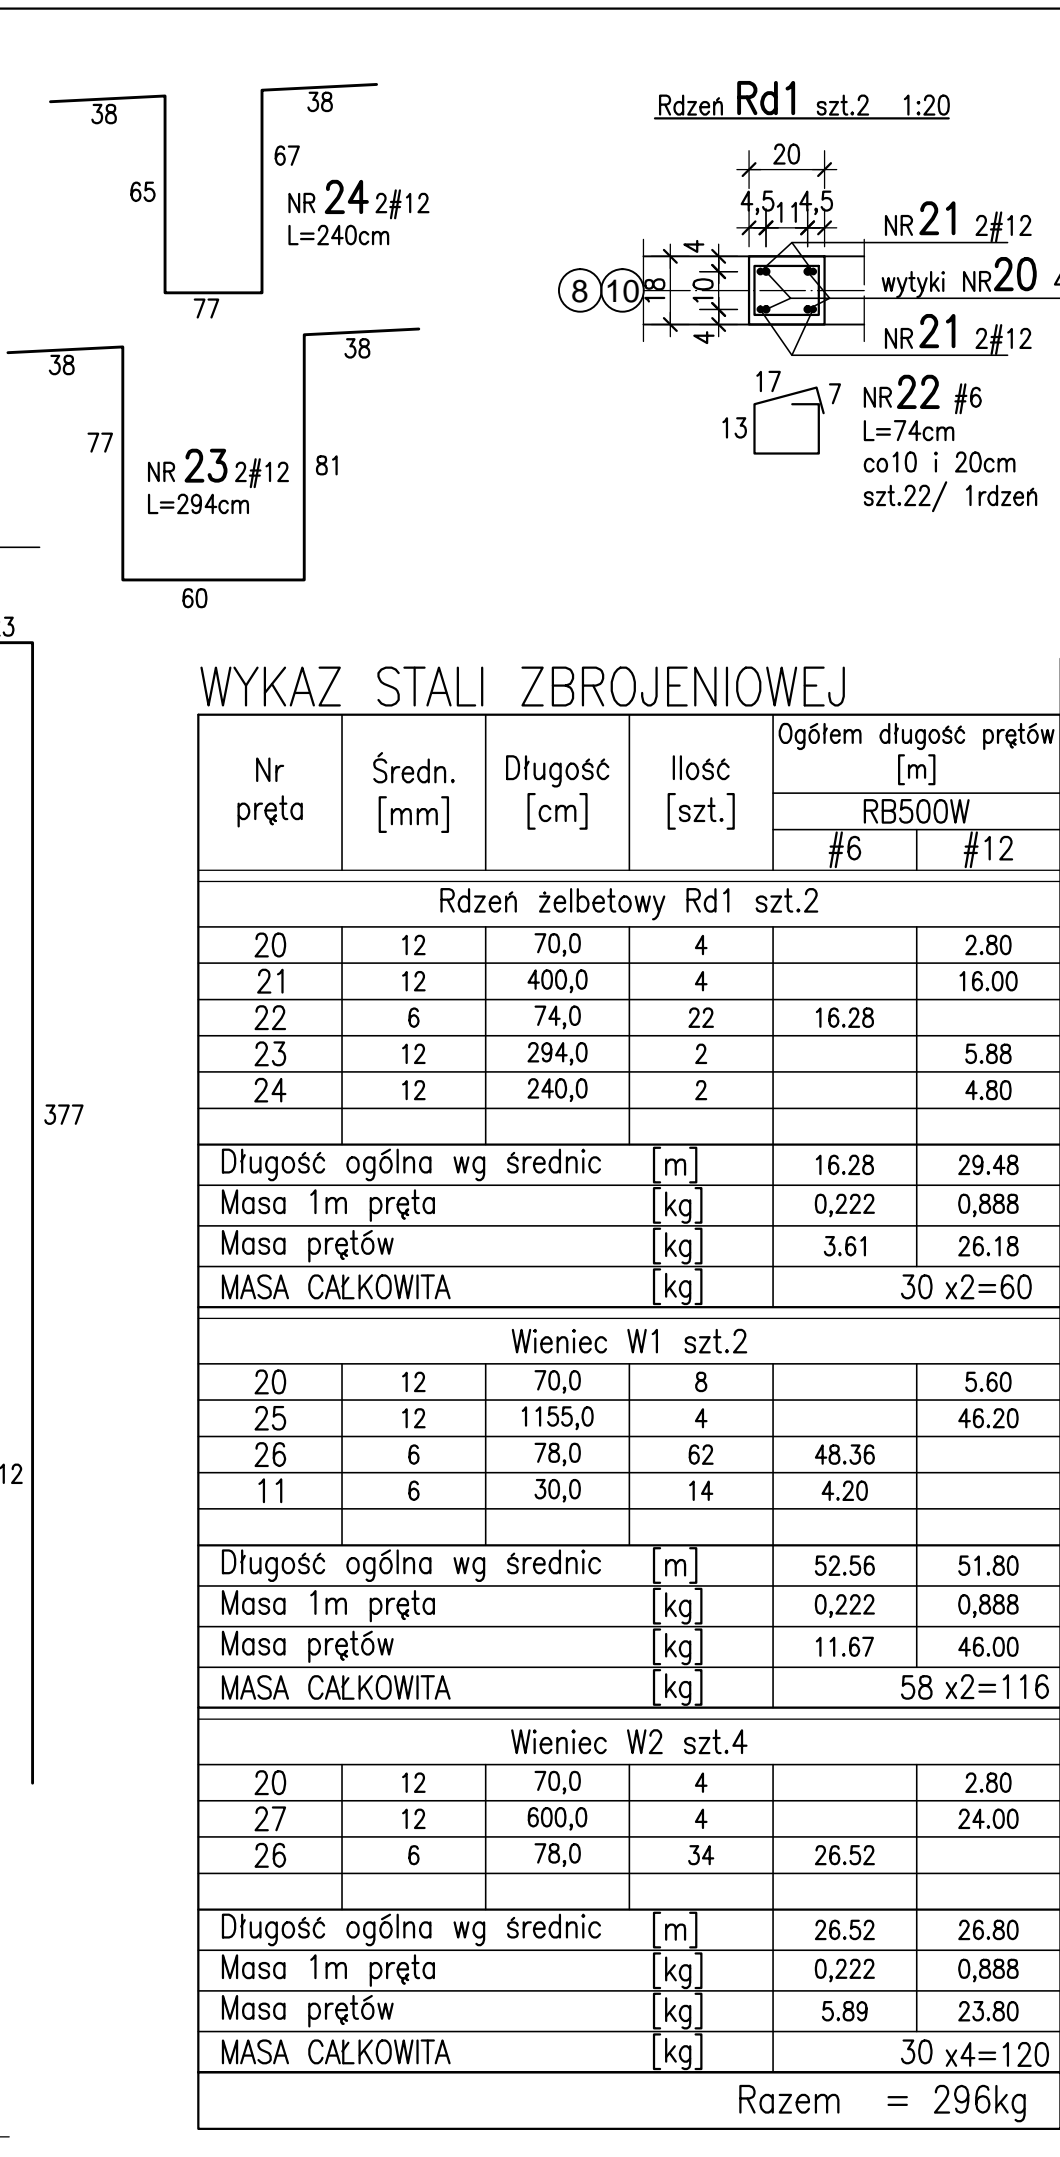 38
38
65
67
NR 24 2#12
L=240cm
77
38
38
77
81
NR 23 2#12
L=294cm
60
Rdzeń Rd1 szt.2 1:20
20
4,5 11 4,5
4
18
10
4
8 10
NR 21 2#12
wytyki NR 20
NR 21 2#12
17
7
13
NR 22 #6
L=74cm
co10 i 20cm
szt.22/ 1rdzeń
377
12
WYKAZ STALI ZBROJENIOWEJ
Nr pręta Średn. [mm] Długość [cm] Ilość [szt.] Ogółem długość prętów [m]
RB500W
#6 #12
Rdzeń żelbetowy Rd1 szt.2
20 12 70,0 4 2.80
21 12 400,0 4 16.00
22 6 74,0 22 16.28
23 12 294,0 2 5.88
24 12 240,0 2 4.80
Długość ogólna wg średnic [m] 16.28 29.48
Masa 1m pręta [kg] 0,222 0,888
Masa prętów [kg] 3.61 26.18
MASA CAŁKOWITA [kg] 30 x2=60
Wieniec W1 szt.2
20 12 70,0 8 5.60
25 12 1155,0 4 46.20
26 6 78,0 62 48.36
11 6 30,0 14 4.20
Długość ogólna wg średnic [m] 52.56 51.80
Masa 1m pręta [kg] 0,222 0,888
Masa prętów [kg] 11.67 46.00
MASA CAŁKOWITA [kg] 58 x2=116
Wieniec W2 szt.4
20 12 70,0 4 2.80
27 12 600,0 4 24.00
26 6 78,0 34 26.52
Długość ogólna wg średnic [m] 26.52 26.80
Masa 1m pręta [kg] 0,222 0,888
Masa prętów [kg] 5.89 23.80
MASA CAŁKOWITA [kg] 30 x4=120
Razem = 296kg